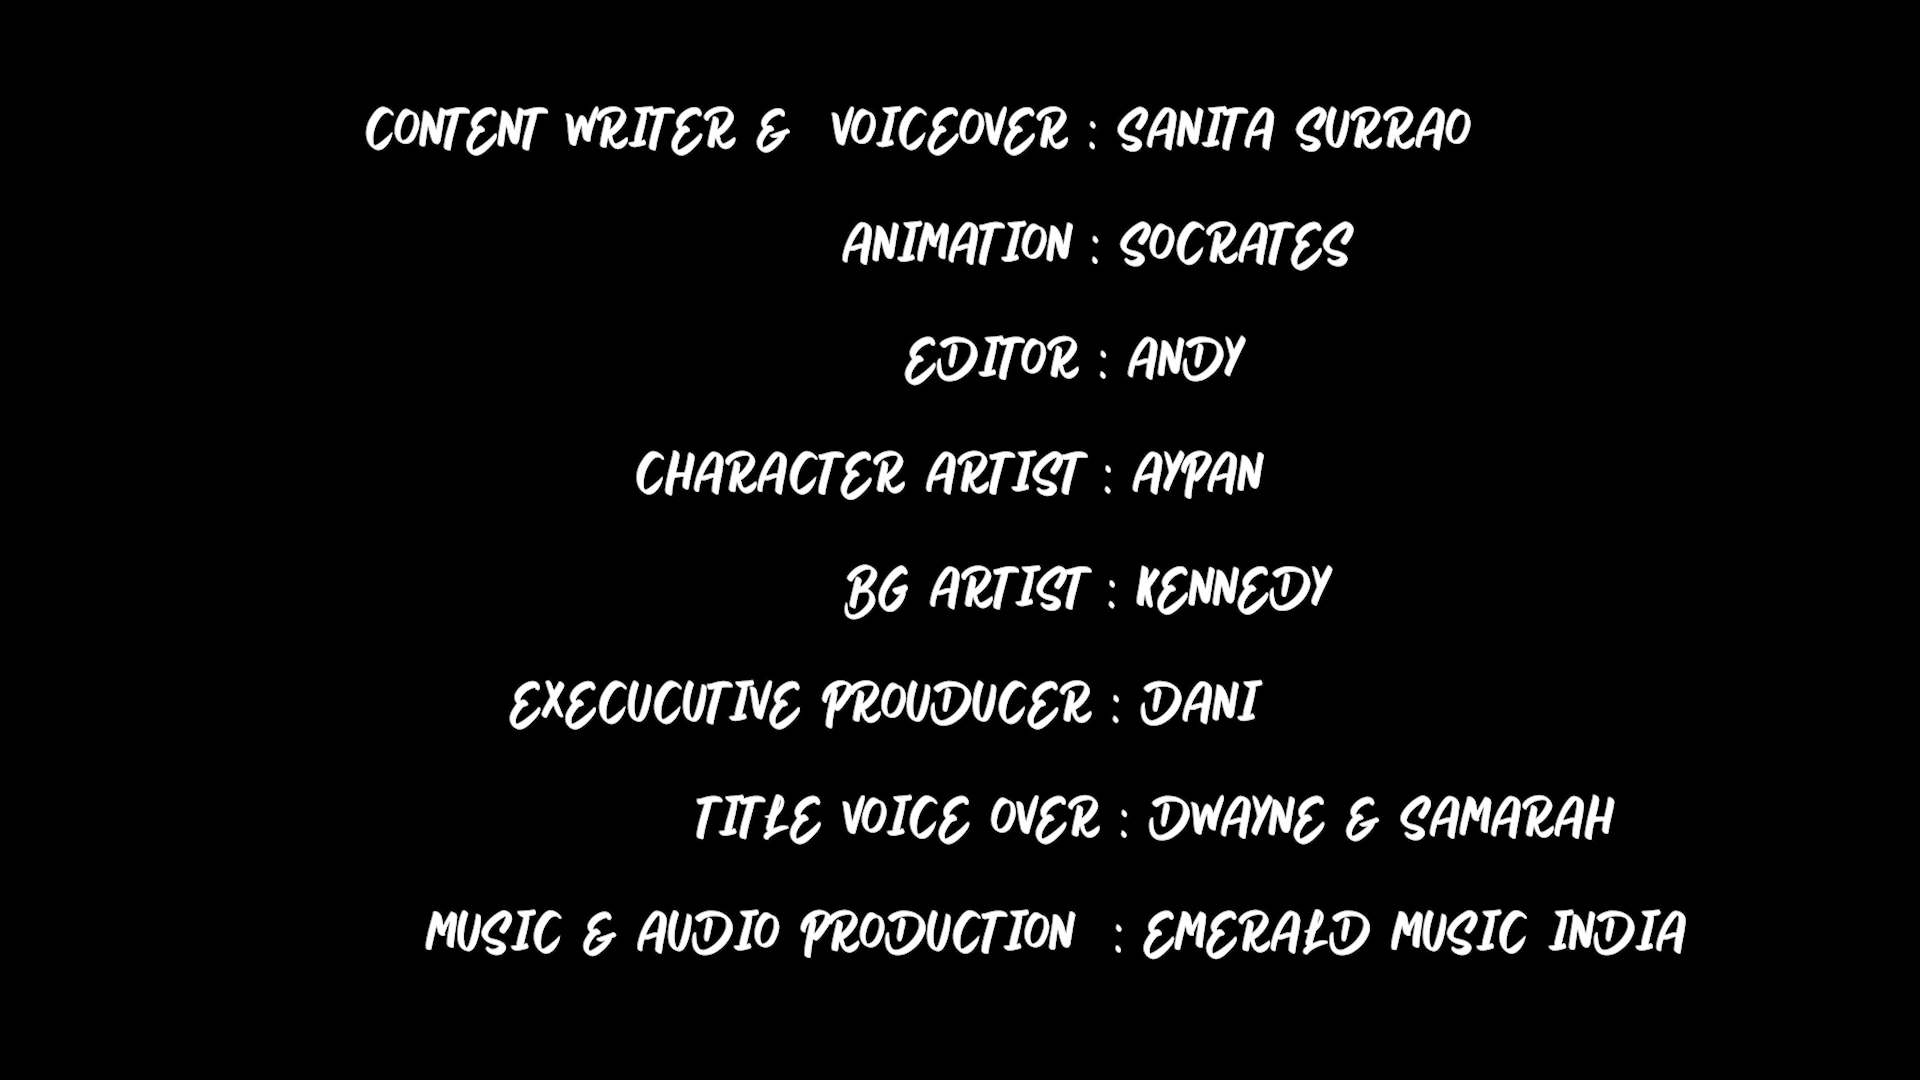 CONTENT WRITER & VOICEOVER : SANITA SURRAO
ANIMATION : SOCRATES
EDITOR : ANDY
CHARACTER ARTIST : AYPAN
BG ARTIST : KENNEDY
EXECUCUTIVE PROUDUCER : DANI
TITLE VOICE OVER : DWAYNE & SAMARAH
MUSIC & AUDIO PRODUCTION : EMERALD MUSIC INDIA